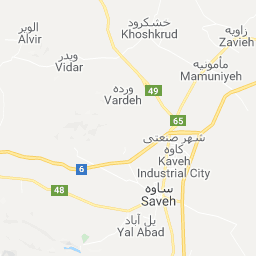 الویر
Alvir
خشکرود
Khoshkrud
زاویه
Zavieh
ویدر
Vidar
مأمونیه
Mamuniyeh
ورده
Vardeh
49
65
شهر صنعتی
کاوه
Kaveh
Industrial City
6
48
ساوه
Saveh
یل آباد
Yal Abad